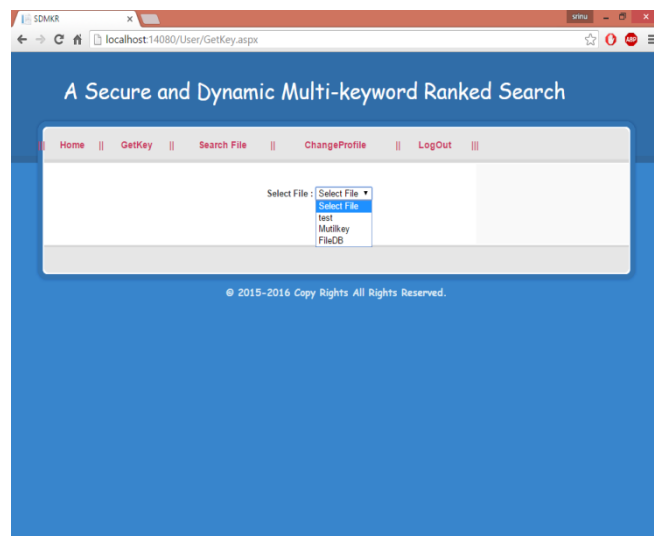 SDMKR
srinu
localhost:14080/User/GetKey.aspx
ABP
A Secure and Dynamic Multi-keyword Ranked Search
|| Home || GetKey || Search File || ChangeProfile || LogOut |||
Select File : Select File
Select File
test
Mutilkey
FileDB
© 2015-2016 Copy Rights All Rights Reserved.